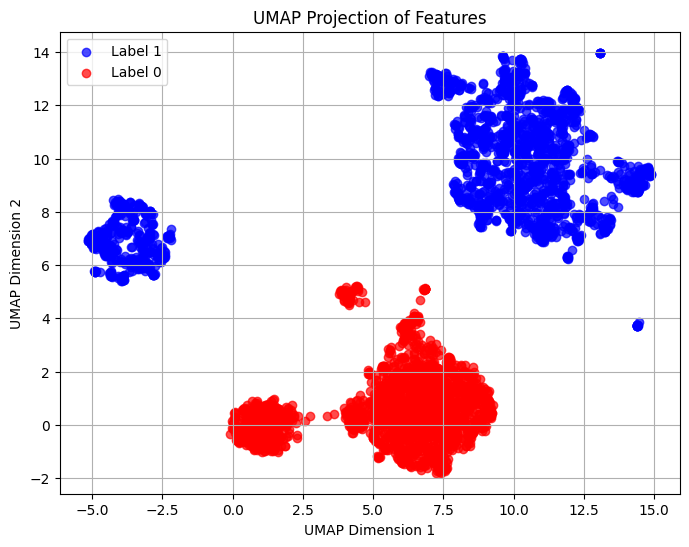 UMAP Projection of Features
Label 1
Label 0
UMAP Dimension 2
14
12
10
8
6
4
2
0
−2
−5.0 −2.5 0.0 2.5 5.0 7.5 10.0 12.5 15.0
UMAP Dimension 1